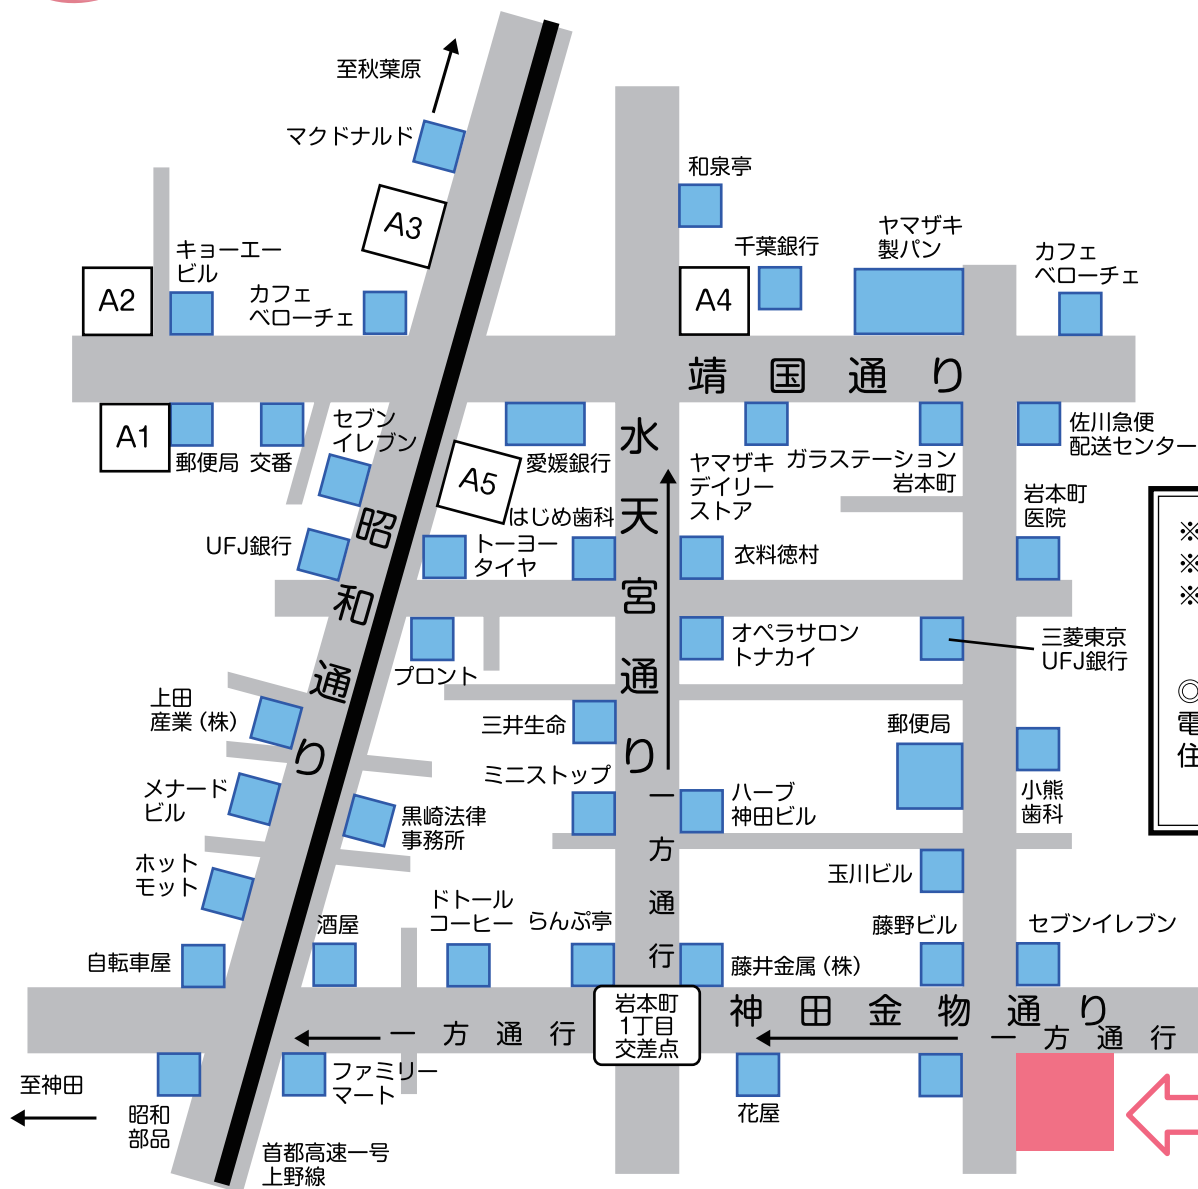 至秋葉原
マクドナルド
和泉亭
A3
千葉銀行
ヤマザキ
製パン
キョーエー
ビル
カフェ
ベローチェ
カフェ
ベローチェ
A2
A4
靖国通り
A1
郵便局
交番
セブン
イレブン
A5
愛媛銀行
水天宮通り
ヤマザキ
デイリー
ストア
ガラステーション
岩本町
佐川急便
配送センター
岩本町
医院
はじめ歯科
UFJ銀行
昭和通り
トーヨー
タイヤ
衣料徳村
※
※
※
プロント
オペラサロン
トナカイ
三菱東京
UFJ銀行
上田
産業（株）
三井生命
郵便局
◎
電
住
メナード
ビル
黒崎法律
事務所
ミニストップ
ハーブ
神田ビル
小熊
歯科
一方通行
ホット
モット
玉川ビル
自転車屋
酒屋
ドトール
コーヒー
らんぷ亭
藤井金属（株）
藤野ビル
セブンイレブン
岩本町
1丁目
交差点
神田金物通り
一方通行
一方通行
至神田
昭和
部品
ファミリー
マート
花屋
首都高速一号
上野線